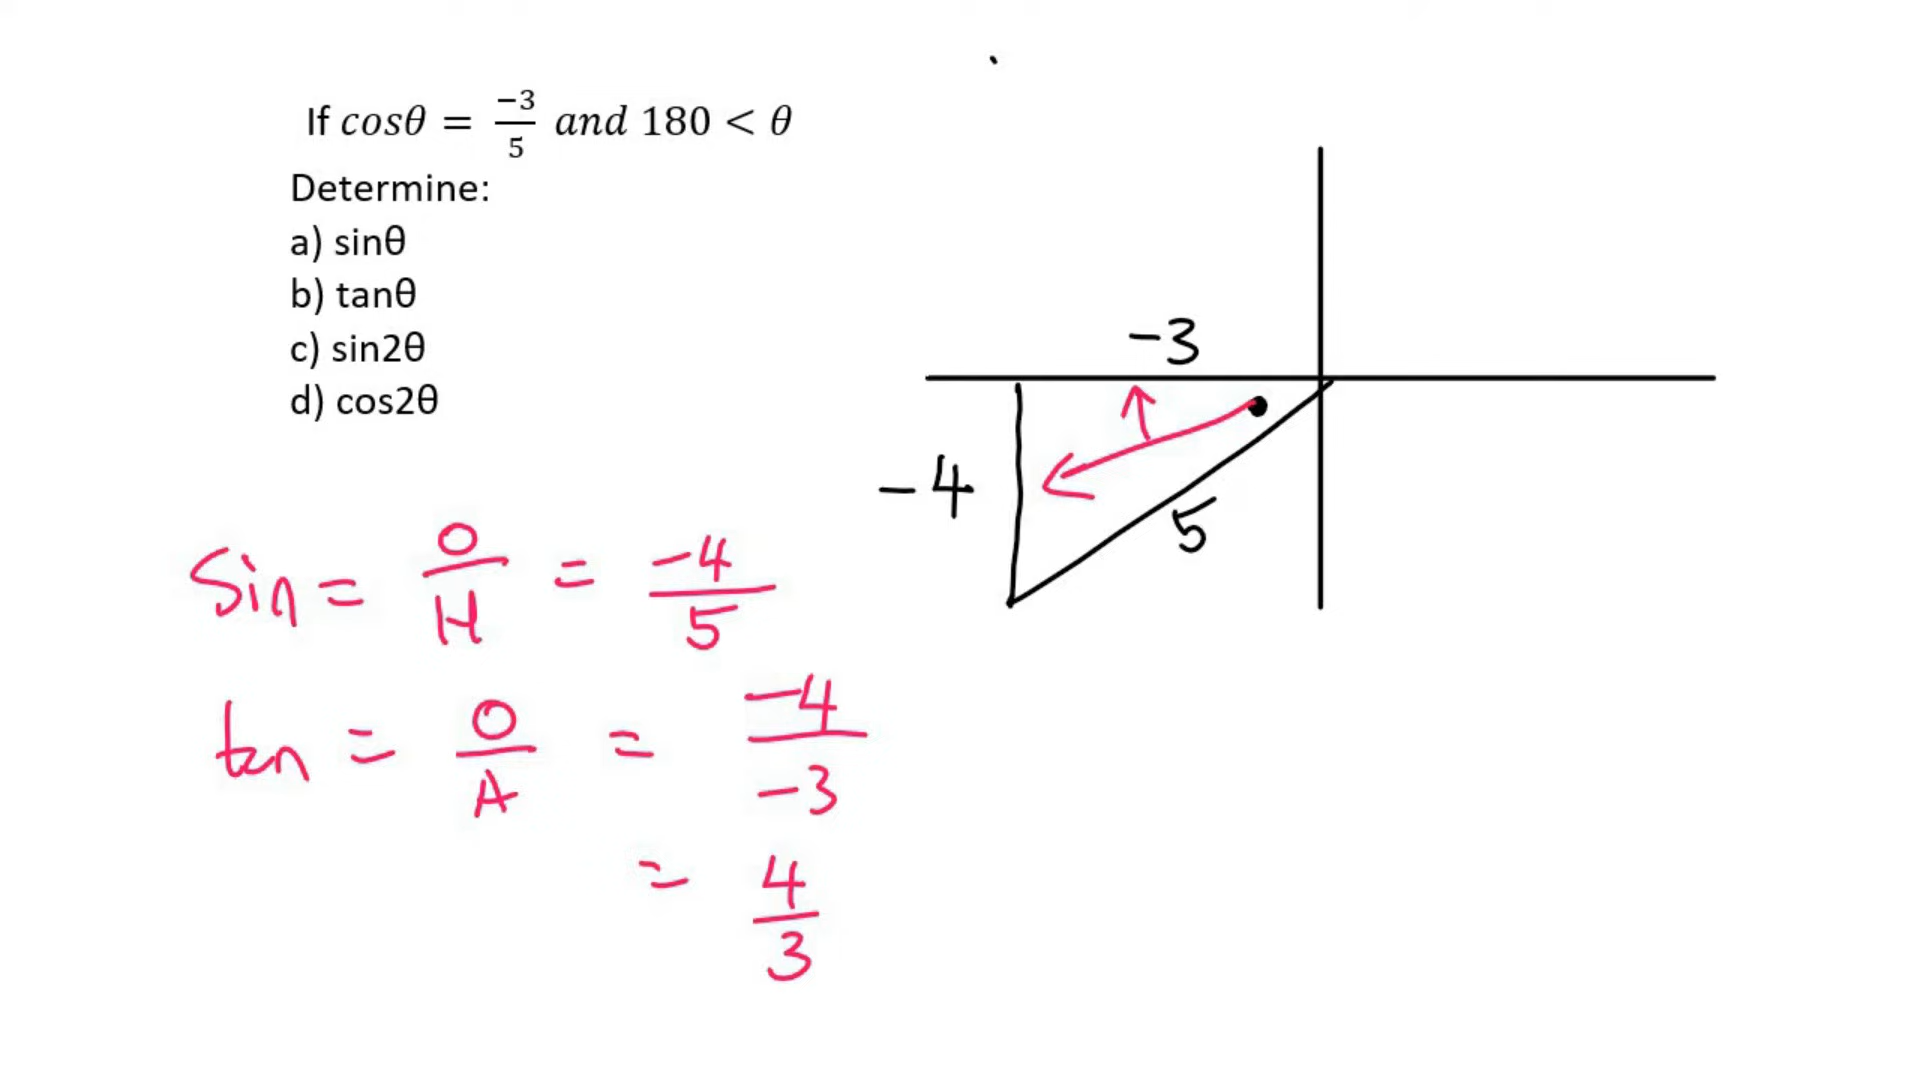 If cosθ = −3/5 and 180 < θ
Determine:
a) sinθ
b) tanθ
c) sin2θ
d) cos2θ
-3
-4
5
Sin = O/H = -4/5
tan = O/A = -4/-3
= 4/3